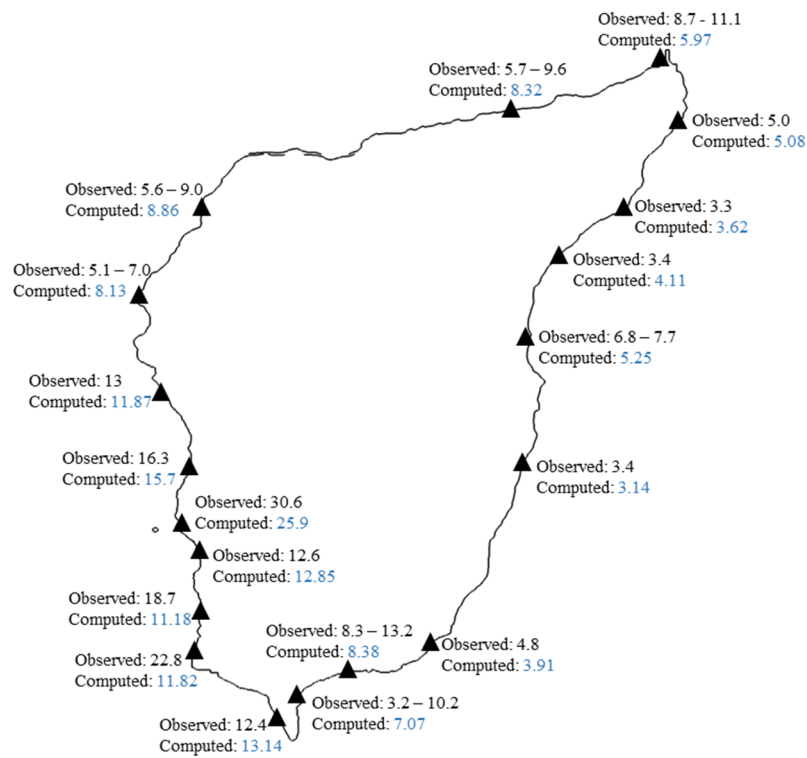 Observed: 8.7 - 11.1
Computed: 5.97
Observed: 5.7 – 9.6
Computed: 8.32
Observed: 5.0
Computed: 5.08
Observed: 5.6 – 9.0
Computed: 8.86
Observed: 3.3
Computed: 3.62
Observed: 3.4
Computed: 4.11
Observed: 5.1 – 7.0
Computed: 8.13
Observed: 6.8 – 7.7
Computed: 5.25
Observed: 13
Computed: 11.87
Observed: 16.3
Computed: 15.7
Observed: 3.4
Computed: 3.14
Observed: 30.6
Computed: 25.9
Observed: 12.6
Computed: 12.85
Observed: 18.7
Computed: 11.18
Observed: 8.3 – 13.2
Computed: 8.38
Observed: 4.8
Computed: 3.91
Observed: 22.8
Computed: 11.82
Observed: 3.2 – 10.2
Computed: 7.07
Observed: 12.4
Computed: 13.14